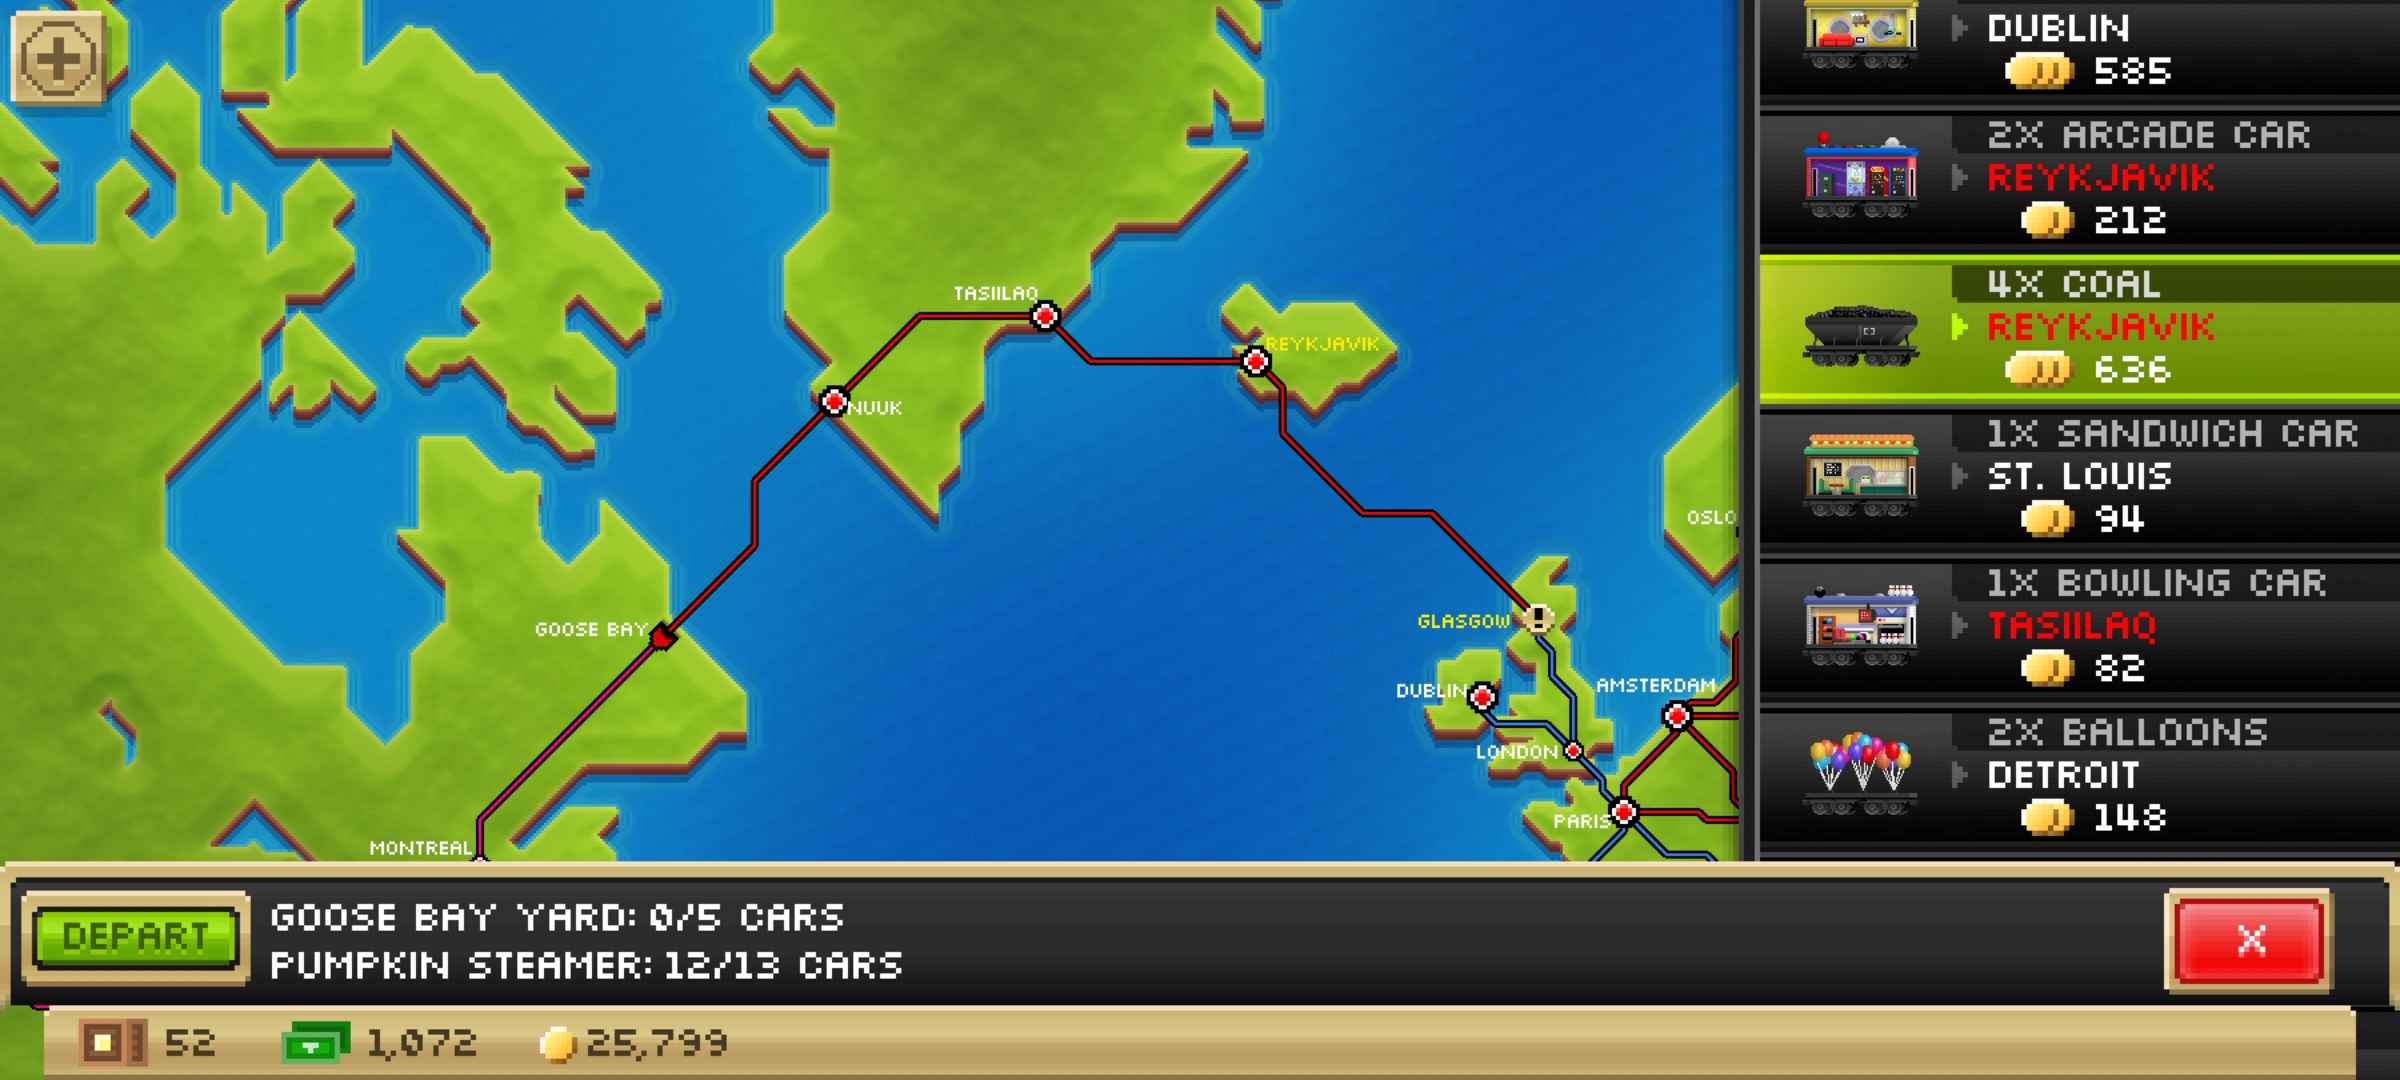 DUBLIN
585
2X ARCADE CAR
REYKJAVIK
212
4X COAL
REYKJAVIK
636
1X SANDWICH CAR
ST. LOUIS
94
1X BOWLING CAR
TASIILAQ
82
2X BALLOONS
DETROIT
148
TASIILAQ
REYKJAVIK
NUUK
OSLO
GOOSE BAY
GLASGOW
!
DUBLIN
AMSTERDAM
LONDON
PARIS
MONTREAL
DEPART
GOOSE BAY YARD: 0/5 CARS
PUMPKIN STEAMER: 12/13 CARS
X
52
1,072
25,799